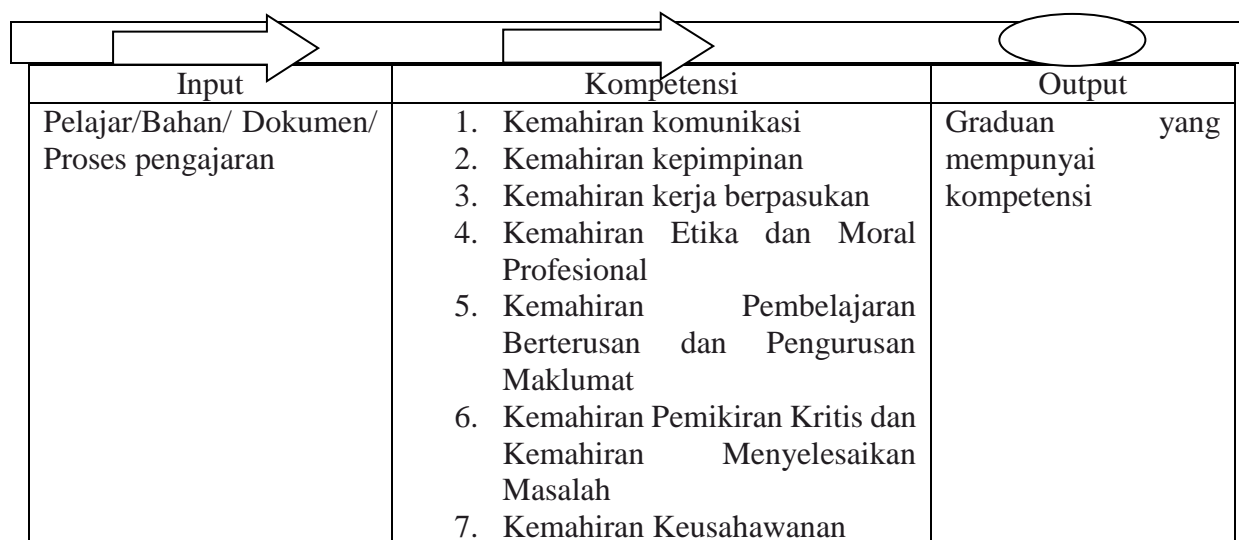 Input
Kompetensi
Output
Pelajar/Bahan/ Dokumen/
Proses pengajaran
1. Kemahiran komunikasi
2. Kemahiran kepimpinan
3. Kemahiran kerja berpasukan
4. Kemahiran Etika dan Moral
Profesional
5. Kemahiran Pembelajaran
Berterusan dan Pengurusan
Maklumat
6. Kemahiran Pemikiran Kritis dan
Kemahiran Menyelesaikan
Masalah
7. Kemahiran Keusahawanan
Graduan yang
mempunyai
kompetensi